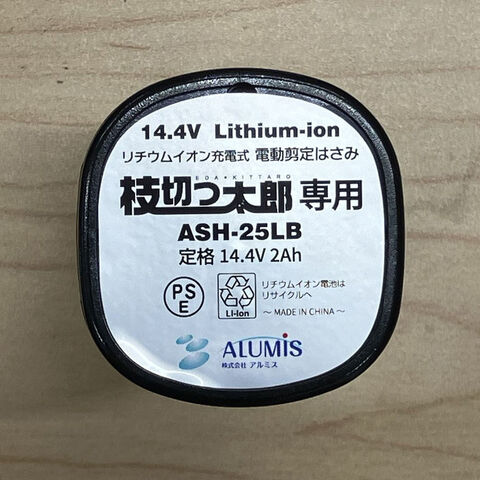 14.4V Lithium-ion
リチウムイオン充電式 電動剪定はさみ
EDA★KITTARO
枝切っ太郎専用
ASH-25LB
定格 14.4V 2Ah
PS
E
Li-Ion
リチウムイオン電池は
リサイクルへ
～MADE IN CHINA～
ALUMiS
株式会社 アルミス